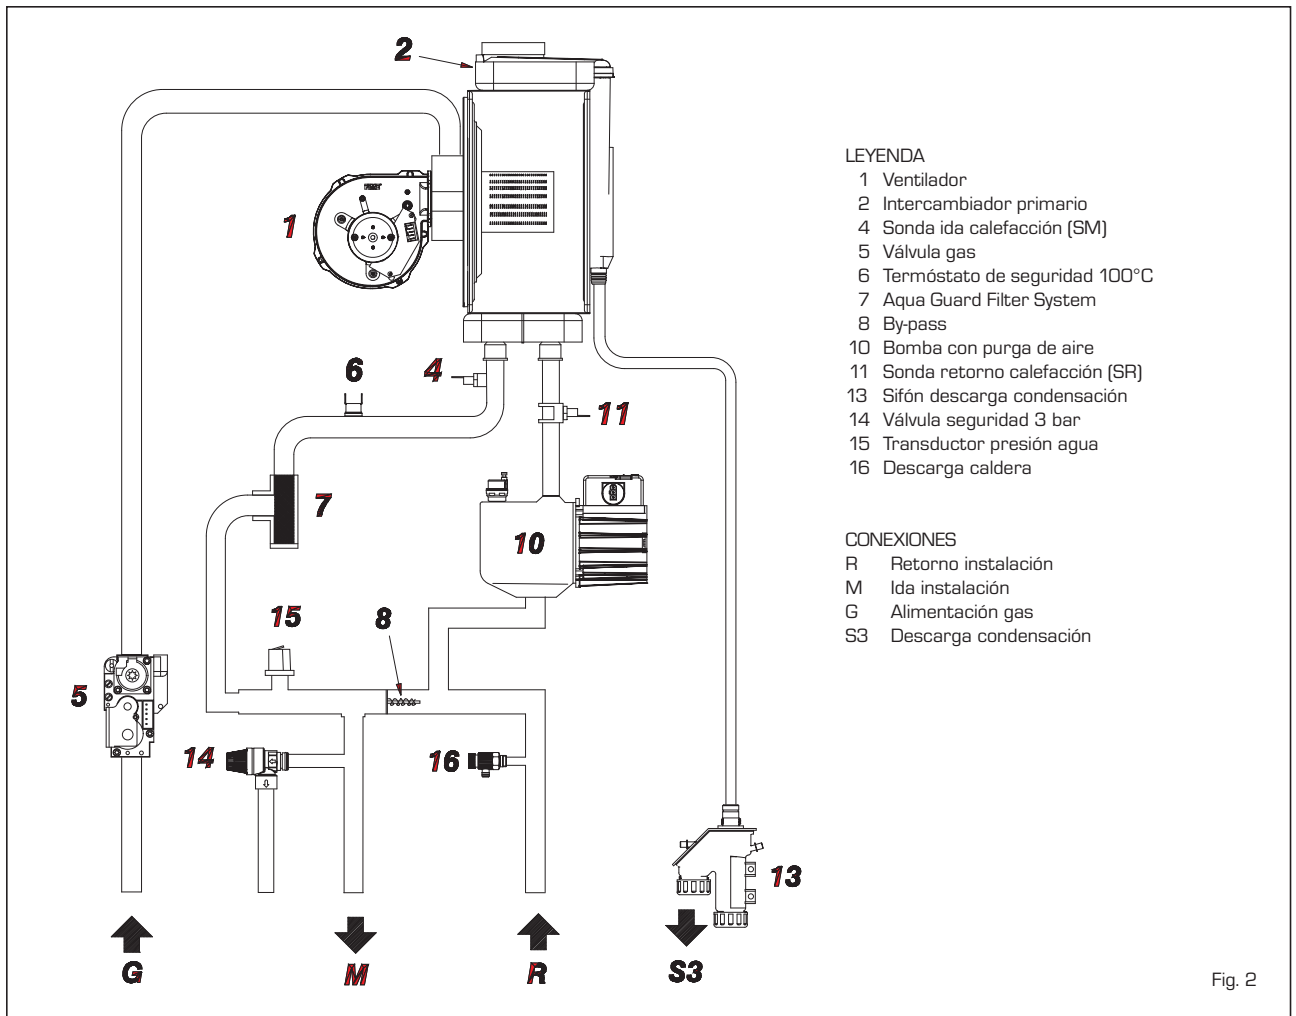 2
1
6
4
11
7
10
15
8
5
14
16
13
G
M
R
S3
LEYENDA
1 Ventilador
2 Intercambiador primario
4 Sonda ida calefacción (SM)
5 Válvula gas
6 Termóstato de seguridad 100°C
7 Aqua Guard Filter System
8 By-pass
10 Bomba con purga de aire
11 Sonda retorno calefacción (SR)
13 Sifón descarga condensación
14 Válvula seguridad 3 bar
15 Transductor presión agua
16 Descarga caldera
CONEXIONES
R Retorno instalación
M Ida instalación
G Alimentación gas
S3 Descarga condensación
Fig. 2